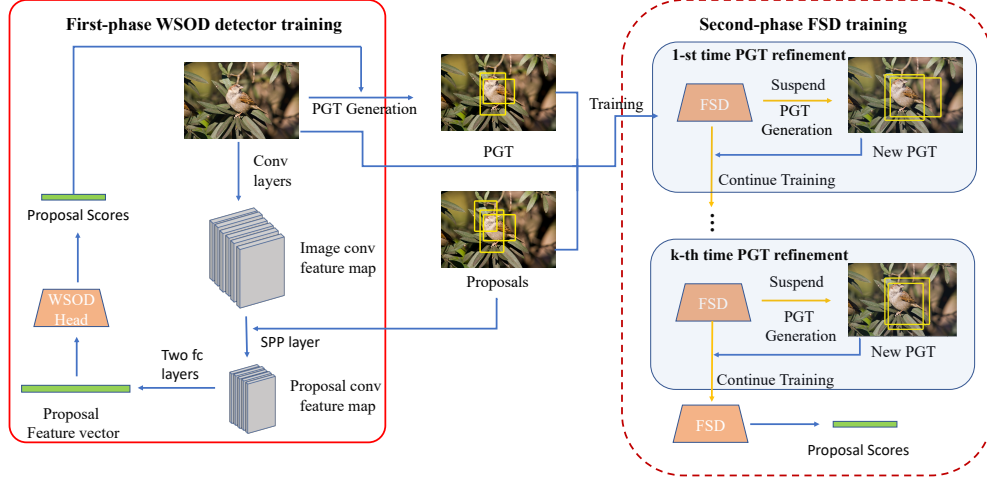 First-phase WSOD detector training
PGT Generation
Conv
layers
Proposal Scores
Image conv
feature map
WSOD
Head
SPP layer
Two fc
layers
Proposal conv
feature map
Proposal
Feature vector
PGT
Proposals
Training
Second-phase FSD training
1-st time PGT refinement
FSD
Suspend
PGT
Generation
New PGT
Continue Training
k-th time PGT refinement
FSD
Suspend
PGT
Generation
New PGT
Continue Training
FSD
Proposal Scores